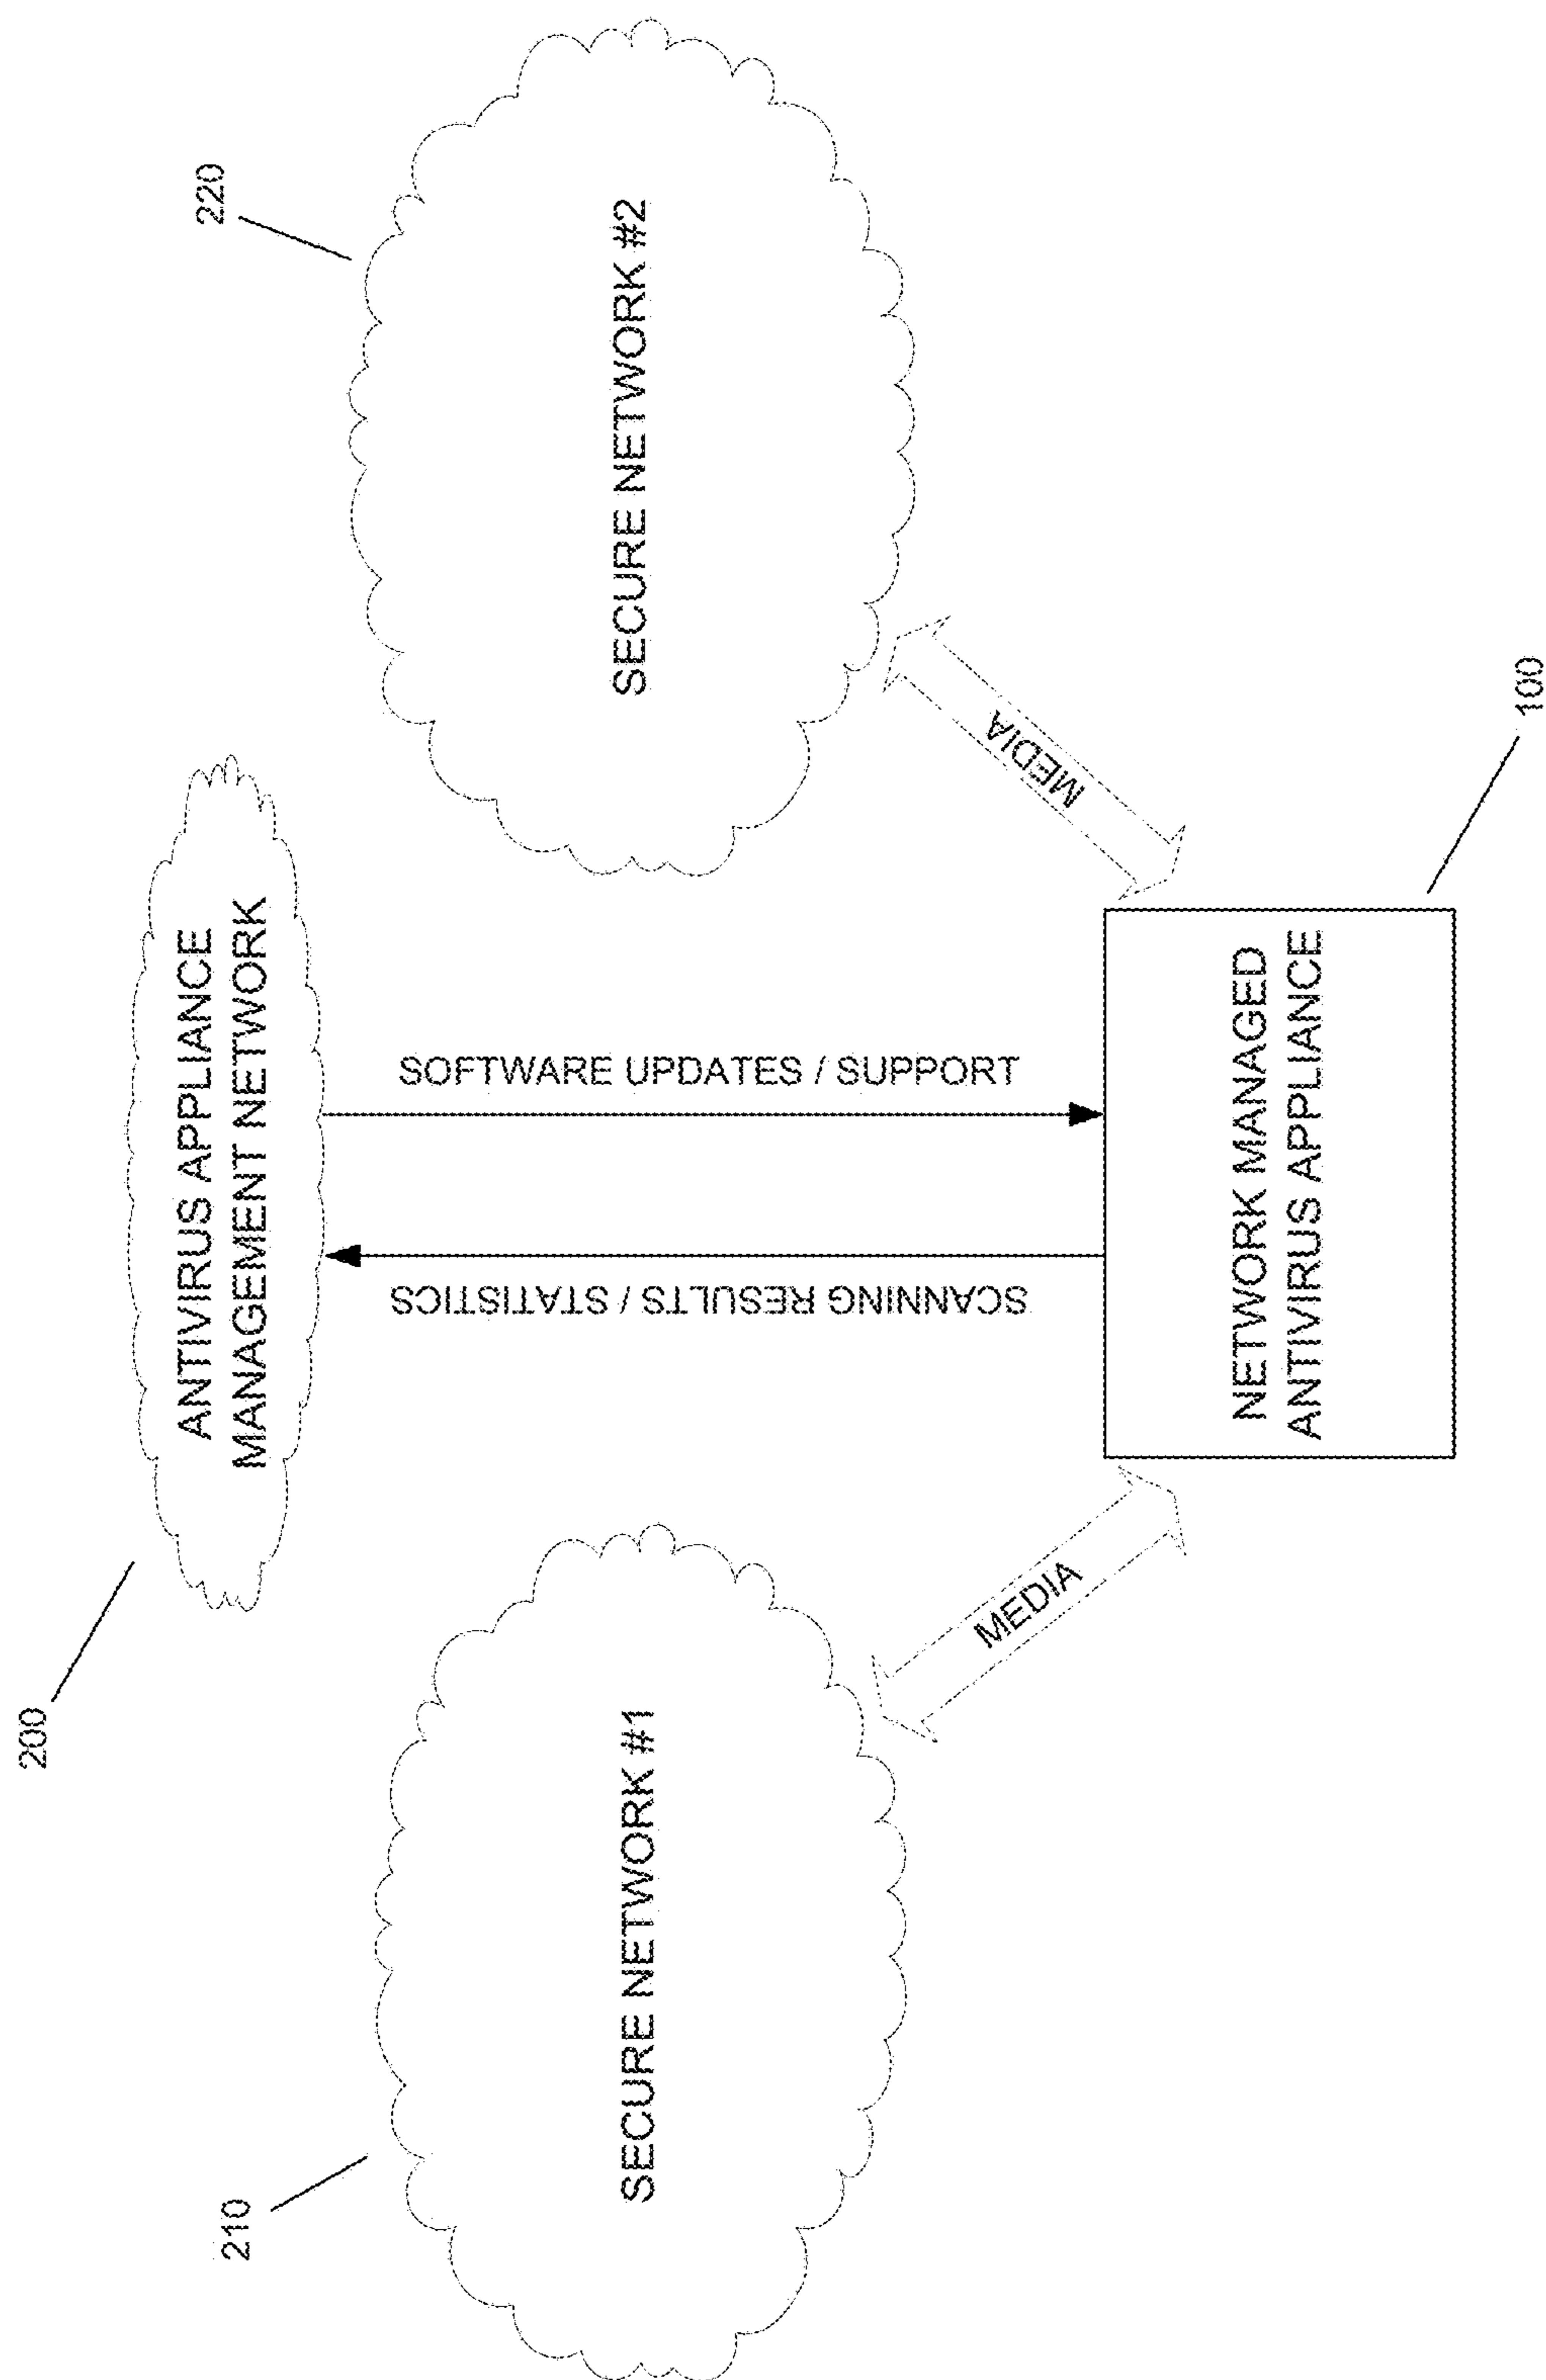 200
ANTIVIRUS APPLIANCE
MANAGEMENT NETWORK
210
SECURE NETWORK #1
220
SECURE NETWORK #2
SCANNING RESULTS / STATISTICS
SOFTWARE UPDATES / SUPPORT
MEDIA
MEDIA
NETWORK MANAGED
ANTIVIRUS APPLIANCE
100